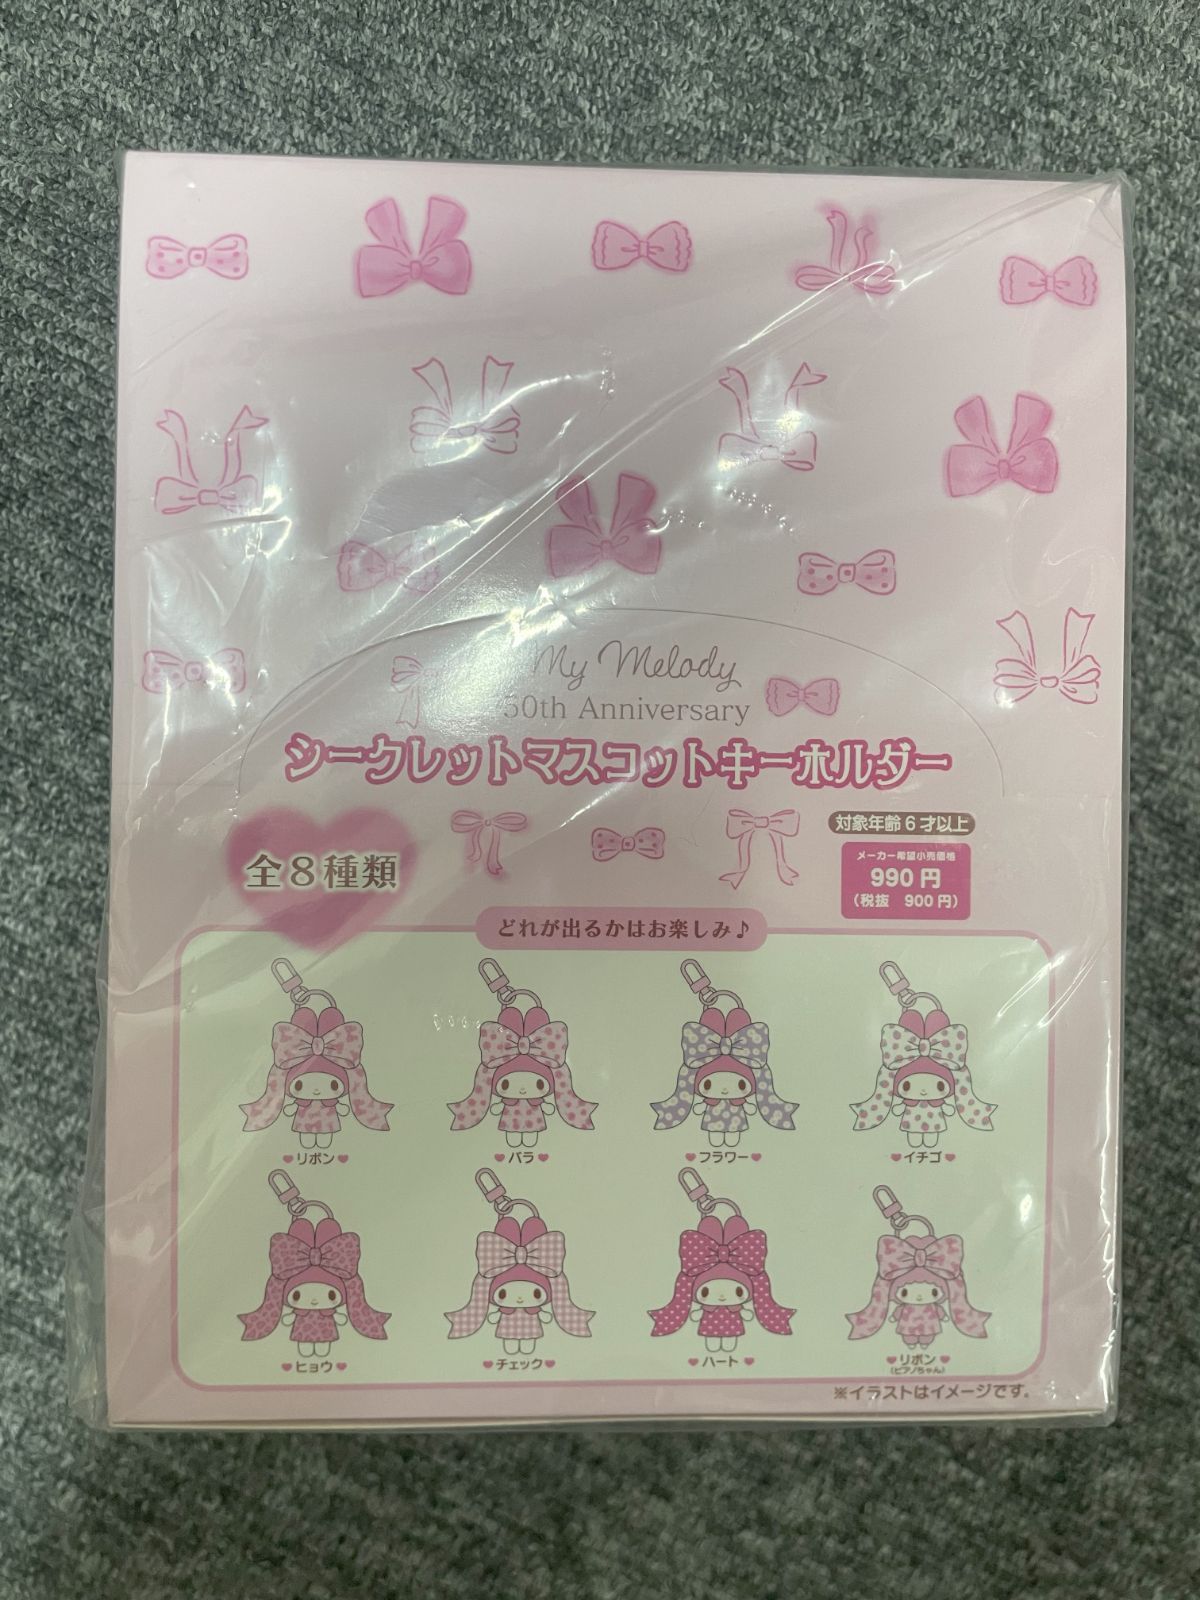 My Melody
50th Anniversary
シークレットマスコットキーホルダー
全8種類
対象年齢6才以上
メーカー希望小売価格
990円
(税抜 900円)
どれが出るかはお楽しみ♪
リボン
バラ
フラワー
イチゴ
ヒョウ
チェック
ハート
リボン
(ピアノちゃん)
※イラストはイメージです。